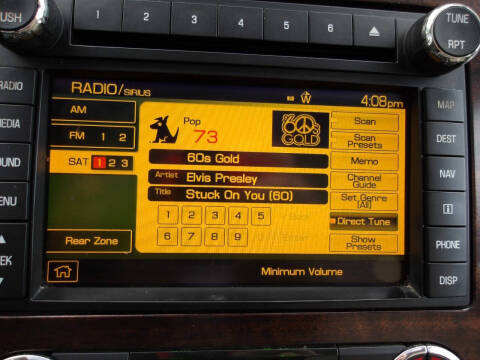 PUSH
1 2 3 4 5 6
TUNE
RPT
RADIO
MEDIA
SOUND
MENU
SEEK
RADIO/SIRIUS
W
4:08pm
AM
FM 1 2
SAT 1 2 3
Rear Zone
Pop
73
60s
GOLD
60s Gold
Artist Elvis Presley
Title Stuck On You (60)
1 2 3 4 5
6 7 8 9
Scan
Scan Presets
Memo
Channel Guide
Set Genre (All)
Direct Tune
Show Presets
Minimum Volume
MAP
DEST
NAV
i
PHONE
DISP